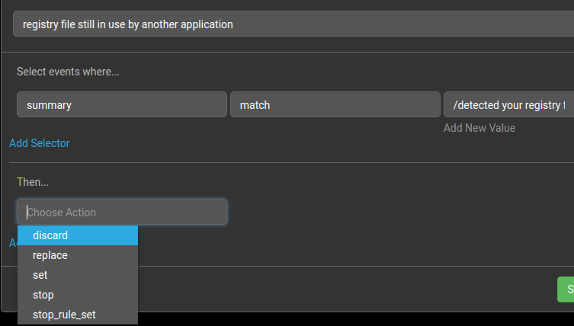 registry file still in use by another application
Select events where...
summary match /detected your registry f
Add New Value
Add Selector
Then...
Choose Action
discard
replace
set
stop
stop_rule_set